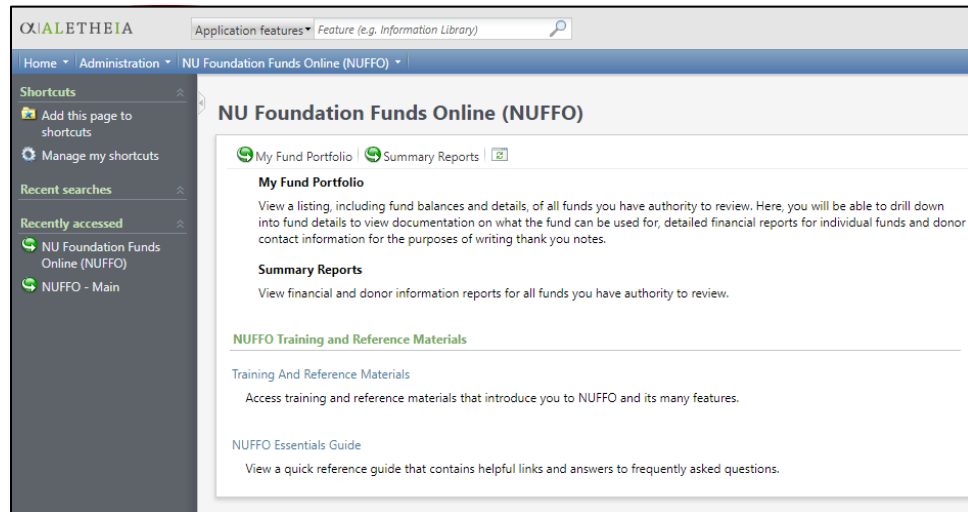 α|ALETHEIA
Application features Feature (e.g. Information Library)
Home Administration NU Foundation Funds Online (NUFFO)
Shortcuts
Add this page to
shortcuts
Manage my shortcuts
Recent searches
Recently accessed
NU Foundation Funds
Online (NUFFO)
NUFFO - Main
NU Foundation Funds Online (NUFFO)
My Fund Portfolio Summary Reports
My Fund Portfolio
View a listing, including fund balances and details, of all funds you have authority to review. Here, you will be able to drill down
into fund details to view documentation on what the fund can be used for, detailed financial reports for individual funds and donor
contact information for the purposes of writing thank you notes.
Summary Reports
View financial and donor information reports for all funds you have authority to review.
NUFFO Training and Reference Materials
Training And Reference Materials
Access training and reference materials that introduce you to NUFFO and its many features.
NUFFO Essentials Guide
View a quick reference guide that contains helpful links and answers to frequently asked questions.